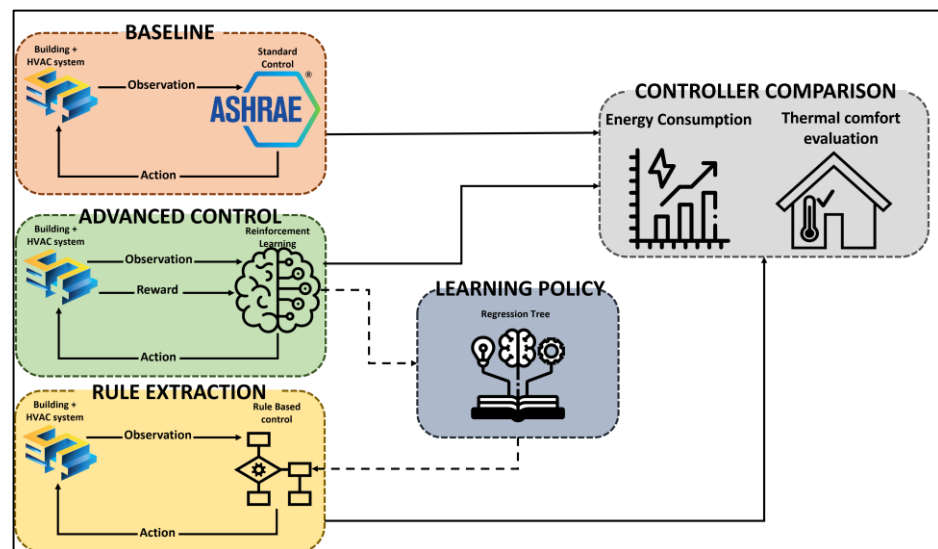 BASELINE
Building +
HVAC system
Standard
Control
Observation
ASHRAE®
Action
CONTROLLER COMPARISON
Energy Consumption
Thermal comfort
evaluation
ADVANCED CONTROL
Building +
HVAC system
Reinforcement
Learning
Observation
Reward
Action
LEARNING POLICY
Regression Tree
RULE EXTRACTION
Building +
HVAC system
Rule Based
control
Observation
Action